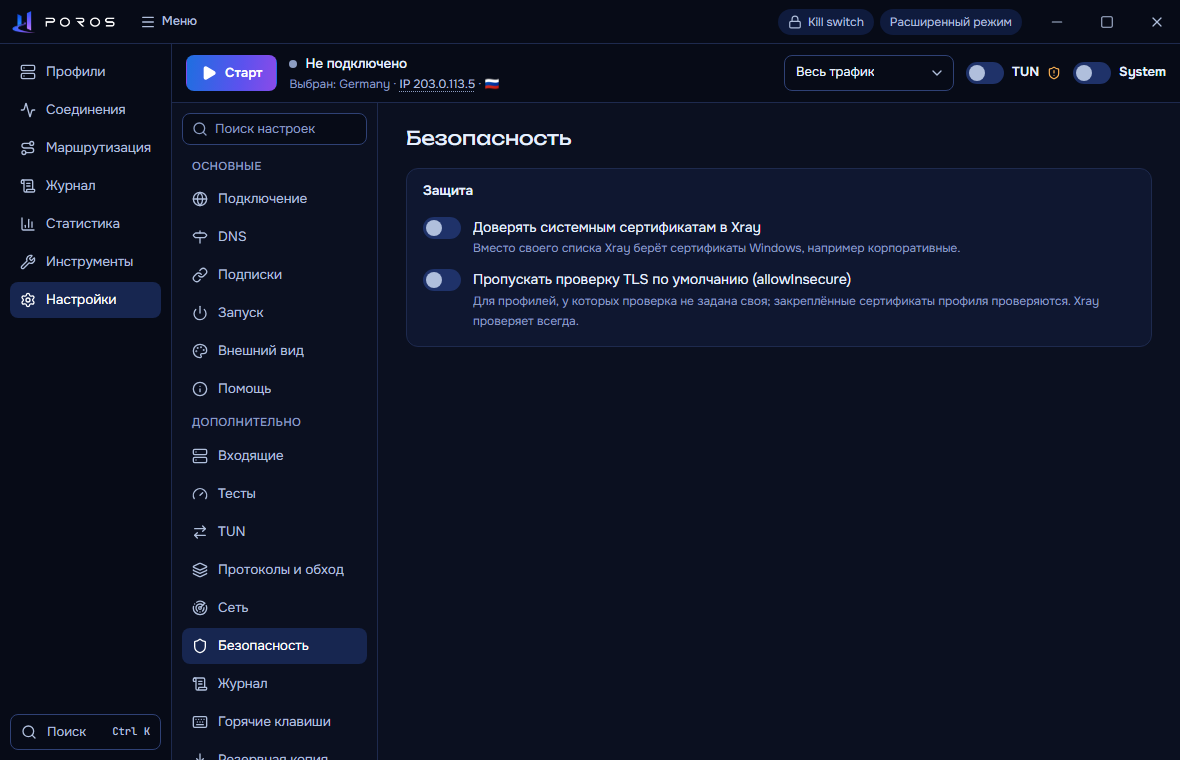 POROS
Меню
Kill switch
Расширенный режим
Профили
Соединения
Маршрутизация
Журнал
Статистика
Инструменты
Настройки
Поиск Ctrl K
Старт
Не подключено
Выбран: Germany · IP 203.0.113.5 ·
Весь трафик
TUN
System
Поиск настроек
ОСНОВНЫЕ
Подключение
DNS
Подписки
Запуск
Внешний вид
Помощь
ДОПОЛНИТЕЛЬНО
Входящие
Тесты
TUN
Протоколы и обход
Сеть
Безопасность
Журнал
Горячие клавиши
Резервная копия
Безопасность
Защита
Доверять системным сертификатам в Xray
Вместо своего списка Xray берёт сертификаты Windows, например корпоративные.
Пропускать проверку TLS по умолчанию (allowInsecure)
Для профилей, у которых проверка не задана своя; закреплённые сертификаты профиля проверяются. Xray
проверяет всегда.